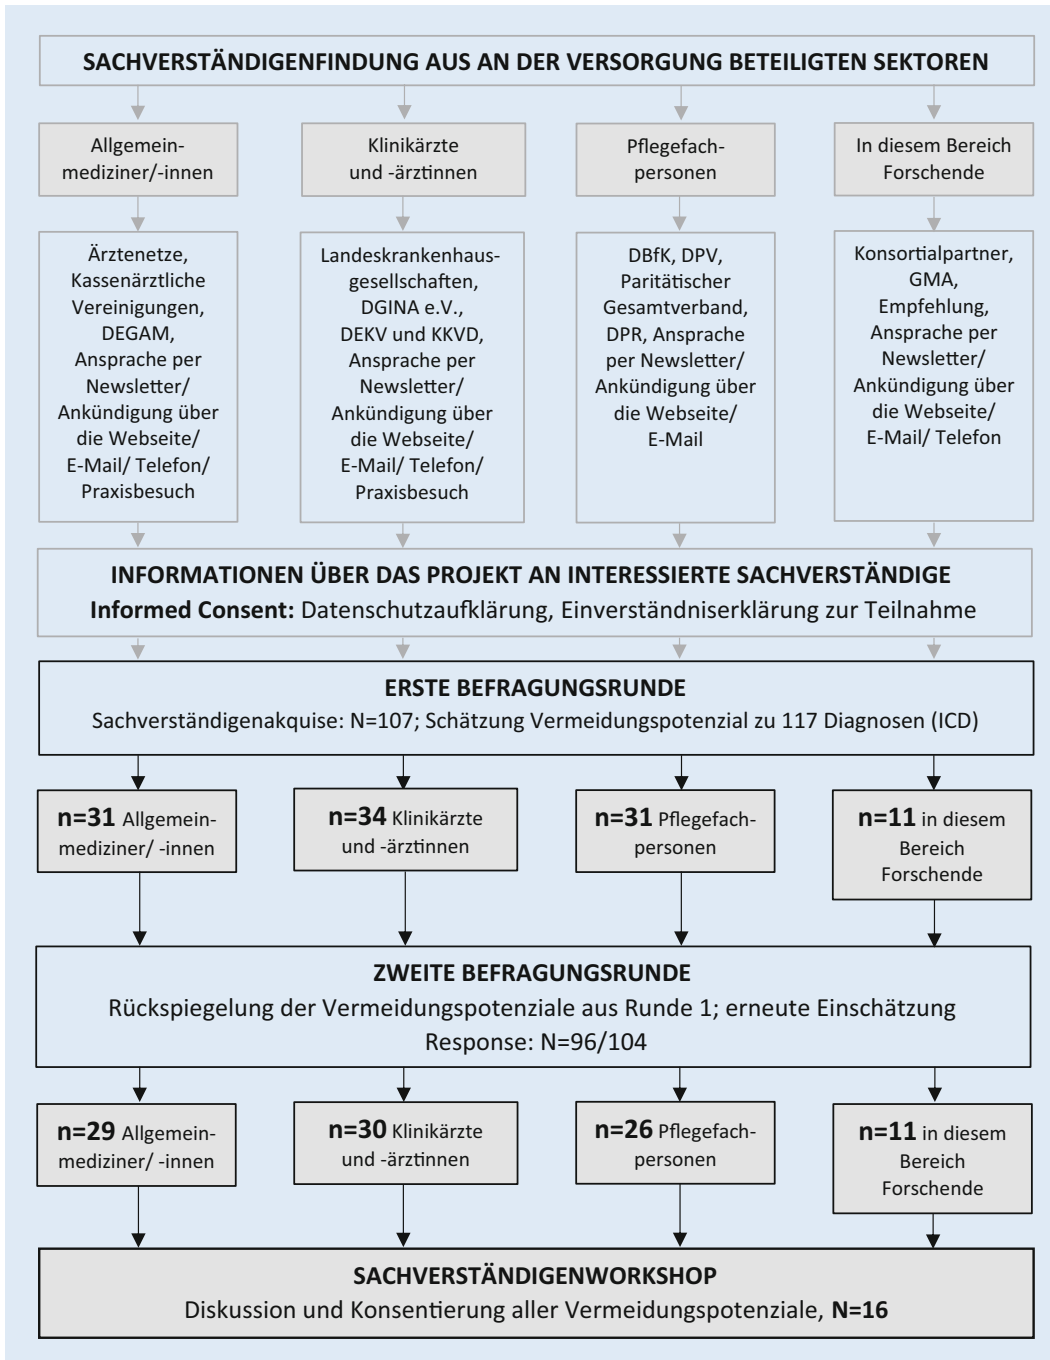 SACHVERSTÄNDIGENFINDUNG AUS AN DER VERSORGUNG BETEILIGTEN SEKTOREN
Allgemein-
mediziner/-innen
Klinikärzte
und -ärztinnen
Pflegefach-
personen
In diesem Bereich
Forschende
Ärztenetze,
Kassenärztliche
Vereinigungen,
DEGAM,
Ansprache per
Newsletter/
Ankündigung über
die Webseite/
E-Mail/ Telefon/
Praxisbesuch
Landeskrankenhaus-
gesellschaften,
DGINA e.V.,
DEKV und KKVD,
Ansprache per
Newsletter/
Ankündigung über
die Webseite/
E-Mail/ Telefon/
Praxisbesuch
DBfK, DPV,
Paritätischer
Gesamtverband,
DPR, Ansprache
per Newsletter/
Ankündigung über
die Webseite/
E-Mail
Konsortialpartner,
GMA,
Empfehlung,
Ansprache per
Newsletter/
Ankündigung über
die Webseite/
E-Mail/ Telefon
INFORMATIONEN ÜBER DAS PROJEKT AN INTERESSIERTE SACHVERSTÄNDIGE
Informed Consent: Datenschutzaufklärung, Einverständniserklärung zur Teilnahme
ERSTE BEFRAGUNGSRUNDE
Sachverständigenakquise: N=107; Schätzung Vermeidungspotenzial zu 117 Diagnosen (ICD)
n=31 Allgemein-
mediziner/ -innen
n=34 Klinikärzte
und -ärztinnen
n=31 Pflegefach-
personen
n=11 in diesem
Bereich
Forschende
ZWEITE BEFRAGUNGSRUNDE
Rückspiegelung der Vermeidungspotenziale aus Runde 1; erneute Einschätzung
Response: N=96/104
n=29 Allgemein-
mediziner/ -innen
n=30 Klinikärzte
und -ärztinnen
n=26 Pflegefach-
personen
n=11 in diesem
Bereich
Forschende
SACHVERSTÄNDIGENWORKSHOP
Diskussion und Konsentierung aller Vermeidungspotenziale, N=16